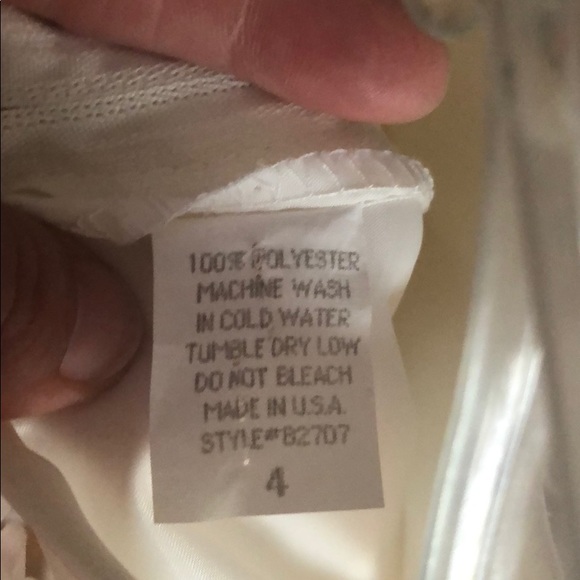 100% POLYESTER
MACHINE WASH
IN COLD WATER
TUMBLE DRY LOW
DO NOT BLEACH
MADE IN U.S.A.
STYLE#B2707
4